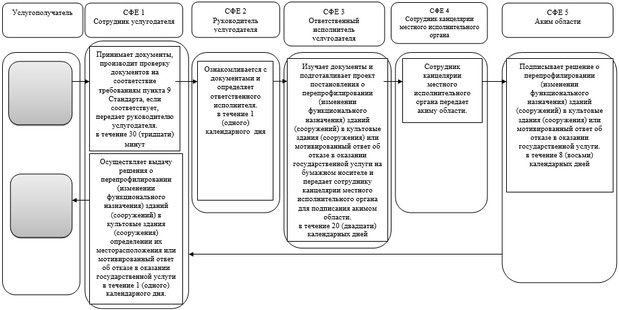 Услугополучатель
СФЕ 1
Сотрудник услугодателя
СФЕ 2
Руководитель
услугодателя
СФЕ 3
Ответственный
исполнитель
услугодателя
СФЕ 4
Сотрудник канцелярии
местного исполнительного
органа
СФЕ 5
Аким области
Принимает документы,
производит проверку
документов на
соответствие
требованиям пункта 9
Стандарта, если
соответствует,
передает руководителю
услугодателя.
в течение 30 (тридцати)
минут
Осуществляет выдачу
решения о
перепрофилировании
(изменении
функционального
назначения) зданий
(сооружений) в
культовые здания
(сооружения)
определении их
месторасположения или
мотивированный ответ
об отказе в оказании
государственной услуги
в течение 1 (одного)
календарного дня.
Ознакомливается с
документами и
определяет
ответственного
исполнителя.
в течение 1
(одного)
календарного дня
Изучает документы и
подготавливает проект
постановления о
перепрофилировании
(изменении
функционального
назначения) зданий
(сооружений) в культовые
здания (сооружения) или
мотивированный ответ об
отказе в оказании
государственной услуги на
бумажном носителе и
передает сотруднику
канцелярии местного
исполнительного органа
для подписания акимом
области.
в течение 20 (двадцати)
календарных дней
Сотрудник
канцелярии
местного
исполнительного
органа передает
акиму области.
Подписывает решение о
перепрофилировании
(изменении
функционального
назначения) зданий
(сооружений) в культовые
здания (сооружения) или
мотивированный ответ об
отказе в оказании
государственной услуги.
в течение 8 (восьми)
календарных дней